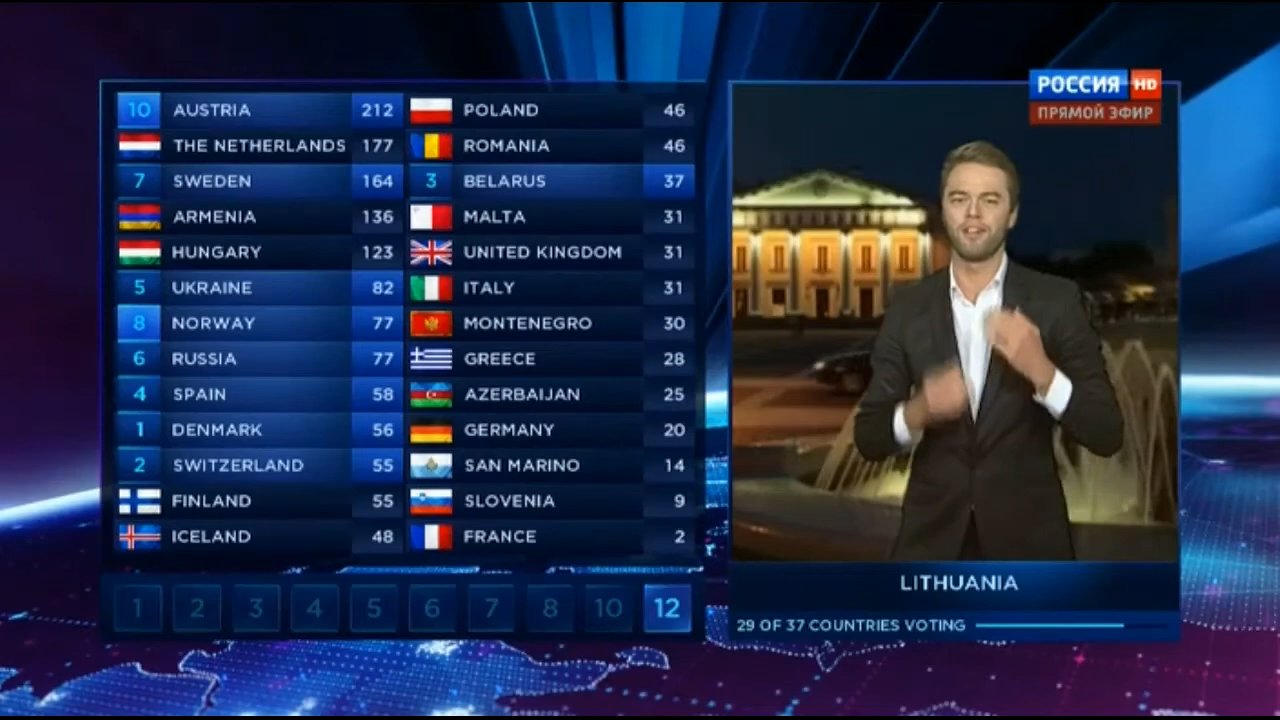 10 AUSTRIA 212
THE NETHERLANDS 177
7 SWEDEN 164
ARMENIA 136
HUNGARY 123
5 UKRAINE 82
8 NORWAY 77
6 RUSSIA 77
4 SPAIN 58
1 DENMARK 56
2 SWITZERLAND 55
FINLAND 55
ICELAND 48
POLAND 46
ROMANIA 46
3 BELARUS 37
MALTA 31
UNITED KINGDOM 31
ITALY 31
MONTENEGRO 30
GREECE 28
AZERBAIJAN 25
GERMANY 20
SAN MARINO 14
SLOVENIA 9
FRANCE 2
1 2 3 4 5 6 7 8 10 12
РОССИЯ HD
ПРЯМОЙ ЭФИР
LITHUANIA
29 OF 37 COUNTRIES VOTING